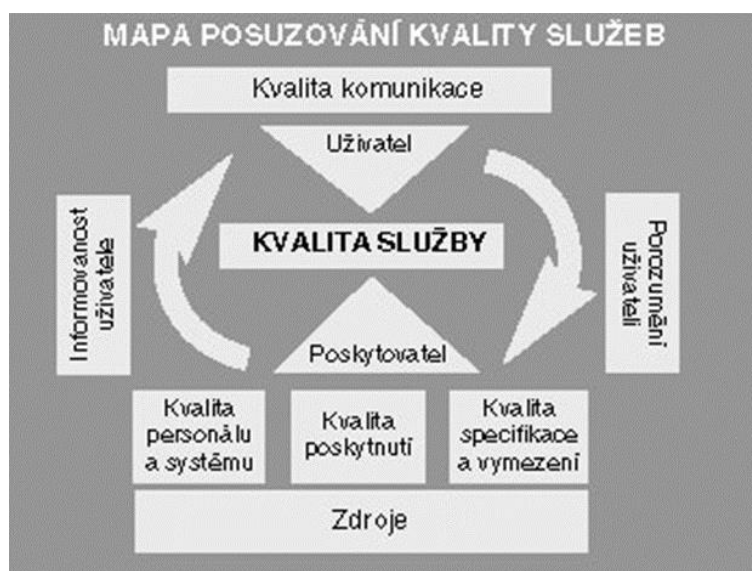 MAPA POSUZOVÁNÍ KVALITY SLUŽEB
Kvalita komunikace
Uživatel
Informovanost
uživatele
KVALITA SLUŽBY
Porozumění
uživateli
Poskytovatel
Kvalita
personálu
a systému
Kvalita
poskytnutí
Kvalita
specifikace
a vymezení
Zdroje